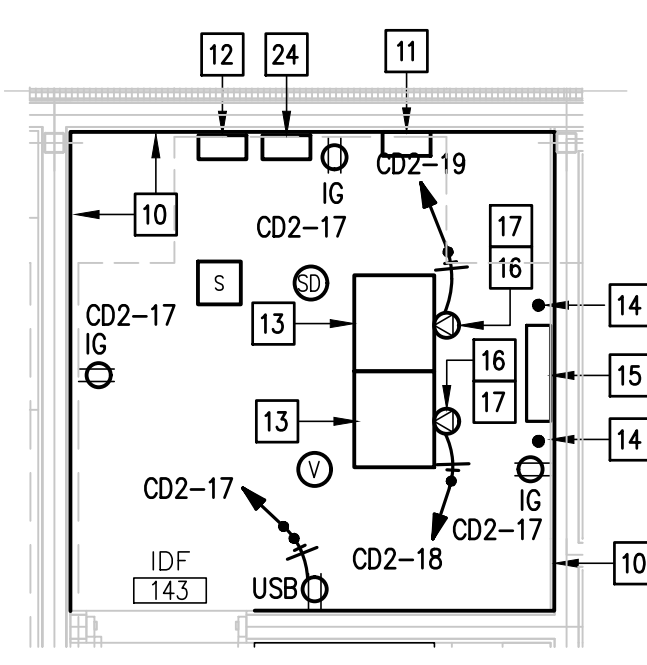 12 24 11
CD2-19
IG
10
CD2-17
17
16
S
SD
14
CD2-17
13
IG
16
15
17
13
14
V
CD2-17
IG
CD2-17
CD2-18
IDF
10
143
USB